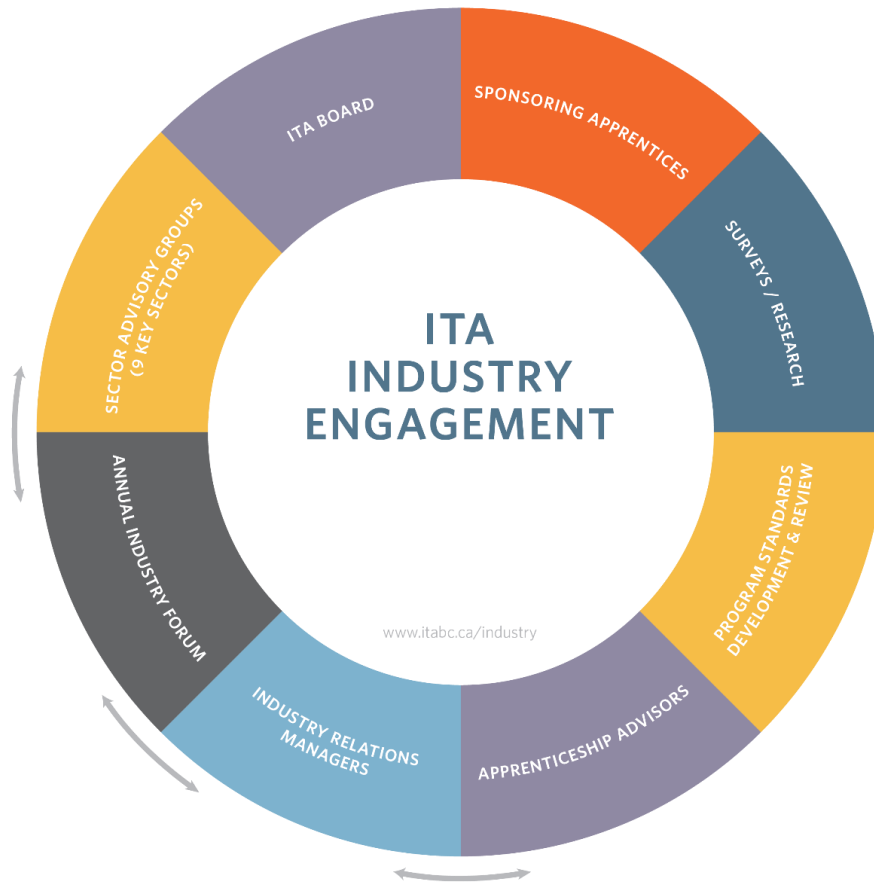 ITA
INDUSTRY
ENGAGEMENT
www.itabc.ca/industry
SPONSORING APPRENTICES
SURVEYS / RESEARCH
PROGRAM STANDARDS
DEVELOPMENT & REVIEW
APPRENTICESHIP ADVISORS
INDUSTRY RELATIONS
MANAGERS
ANNUAL INDUSTRY FORUM
SECTOR ADVISORY GROUPS
(9 KEY SECTORS)
ITA BOARD